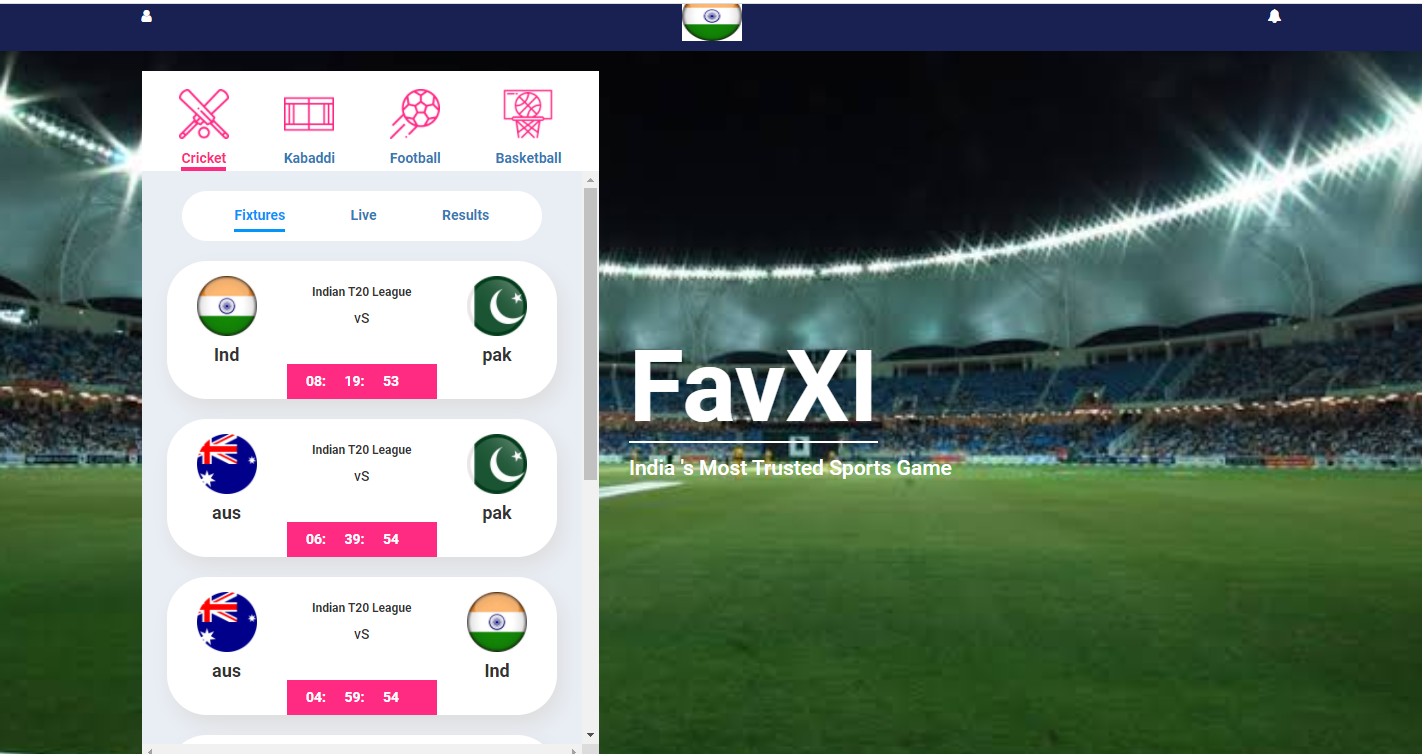 Cricket Kabaddi Football Basketball
Fixtures Live Results
Indian T20 League
vS
Ind pak
08: 19: 53
Indian T20 League
vS
aus pak
06: 39: 54
Indian T20 League
vS
aus Ind
04: 59: 54
FavXI
India 's Most Trusted Sports Game